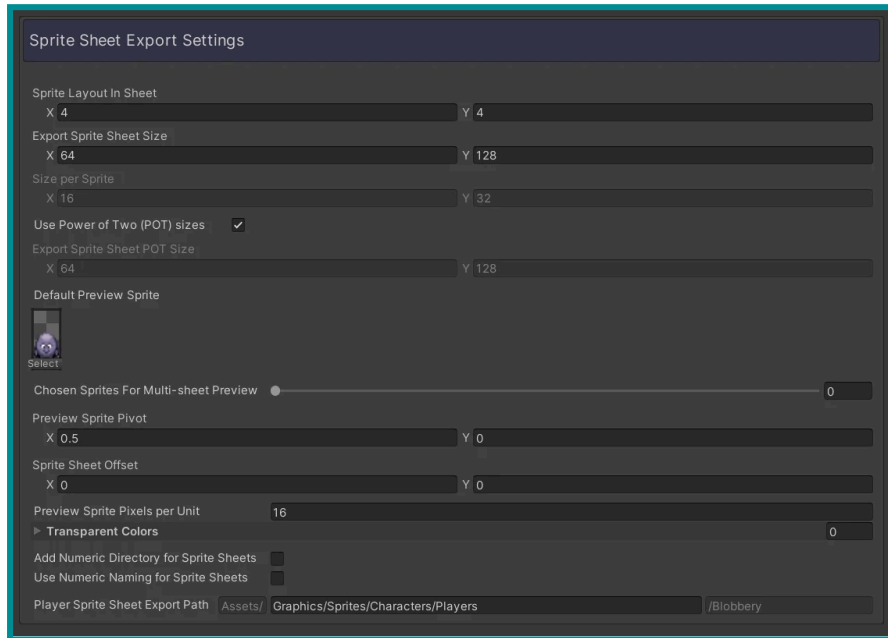 Sprite Sheet Export Settings
Sprite Layout In Sheet
X 4 Y 4
Export Sprite Sheet Size
X 64 Y 128
Size per Sprite
X 16 Y 32
Use Power of Two (POT) sizes
Export Sprite Sheet POT Size
X 64 Y 128
Default Preview Sprite
Select
Chosen Sprites For Multi-sheet Preview 0
Preview Sprite Pivot
X 0.5 Y 0
Sprite Sheet Offset
X 0 Y 0
Preview Sprite Pixels per Unit 16
Transparent Colors 0
Add Numeric Directory for Sprite Sheets
Use Numeric Naming for Sprite Sheets
Player Sprite Sheet Export Path Assets/ Graphics/Sprites/Characters/Players /Blobbery